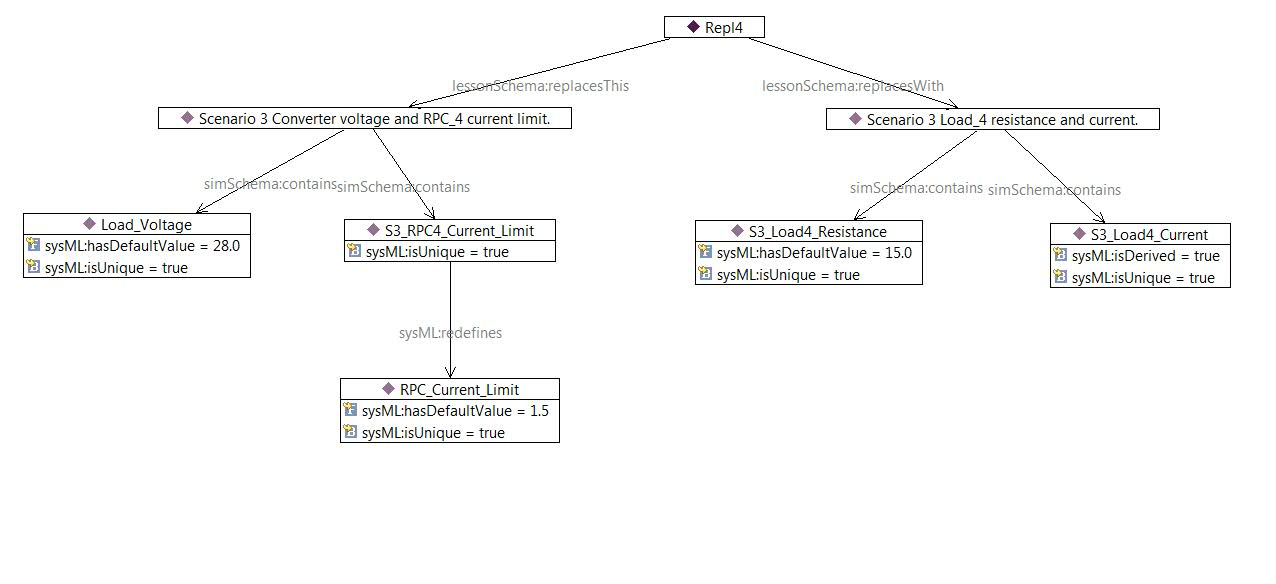 Repl4
lessonSchema:replacesThis
lessonSchema:replacesWith
Scenario 3 Converter voltage and RPC_4 current limit.
Scenario 3 Load_4 resistance and current.
simSchema:contains
simSchema:contains
simSchema:contains
simSchema:contains
Load_Voltage
sysML:hasDefaultValue = 28.0
sysML:isUnique = true
S3_RPC4_Current_Limit
sysML:isUnique = true
S3_Load4_Resistance
sysML:hasDefaultValue = 15.0
sysML:isUnique = true
S3_Load4_Current
sysML:isDerived = true
sysML:isUnique = true
sysML:redefines
RPC_Current_Limit
sysML:hasDefaultValue = 1.5
sysML:isUnique = true